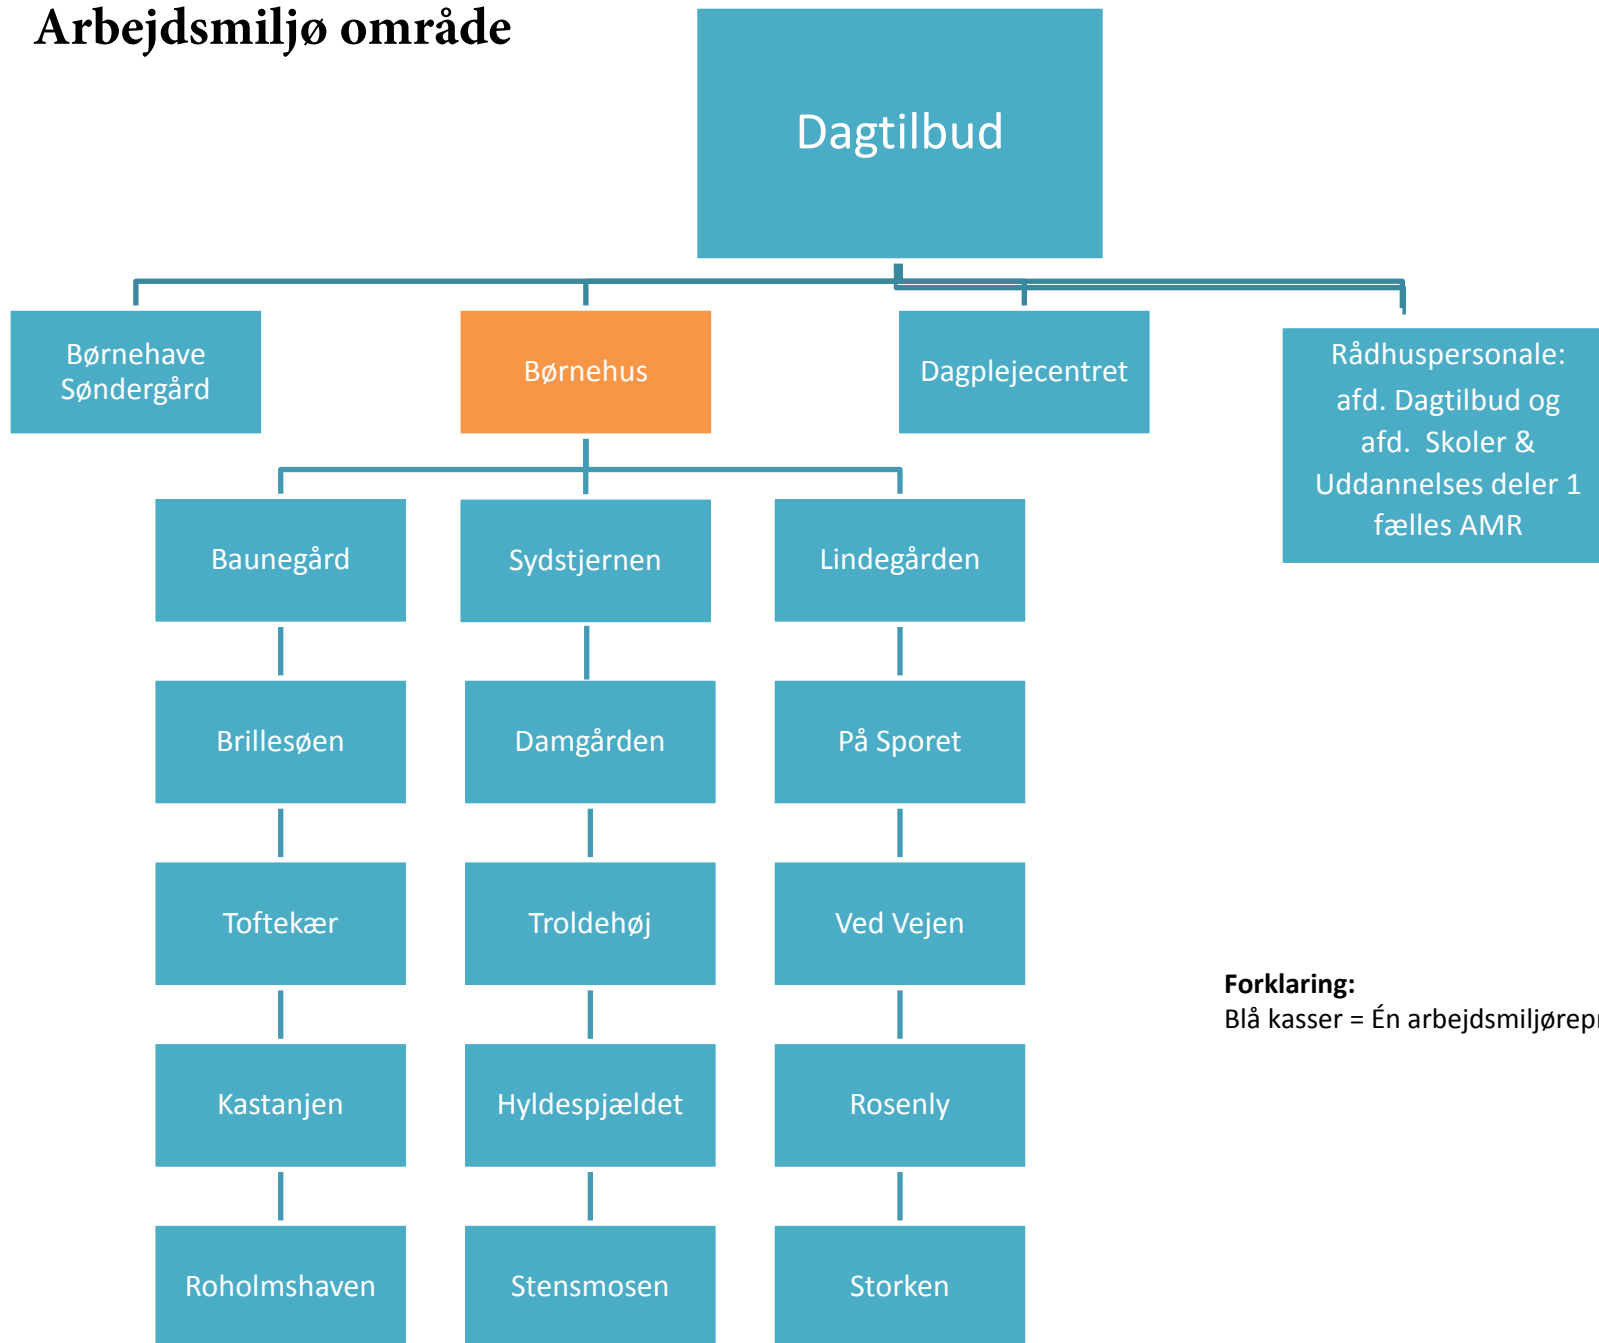 Arbejdsmiljø område
Dagtilbud
Børnehave
Søndergård
Børnehus
Dagplejecentret
Rådhuspersonale:
afd. Dagtilbud og
afd. Skoler &
Uddannelses deler 1
fælles AMR
Baunegård
Sydstjernen
Lindegården
Brillesøen
Damgården
På Sporet
Toftekær
Troldehøj
Ved Vejen
Kastanjen
Hyldespjældet
Rosenly
Roholmshaven
Stensmosen
Storken
Forklaring:
Blå kasser = Én